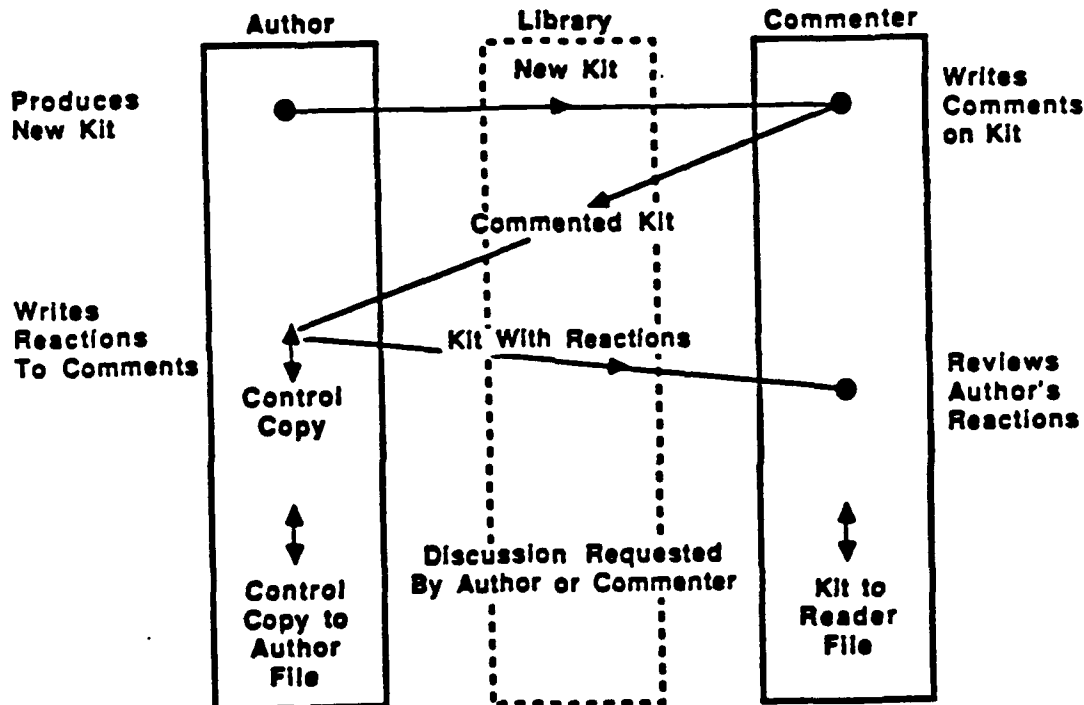 Author
Library
Commenter
New Kit
Produces
New Kit
Writes
Comments
on Kit
Commented Kit
Writes
Reactions
To Comments
Kit With Reactions
Control
Copy
Reviews
Author's
Reactions
Discussion Requested
By Author or Commenter
Control
Copy to
Author
File
Kit to
Reader
File